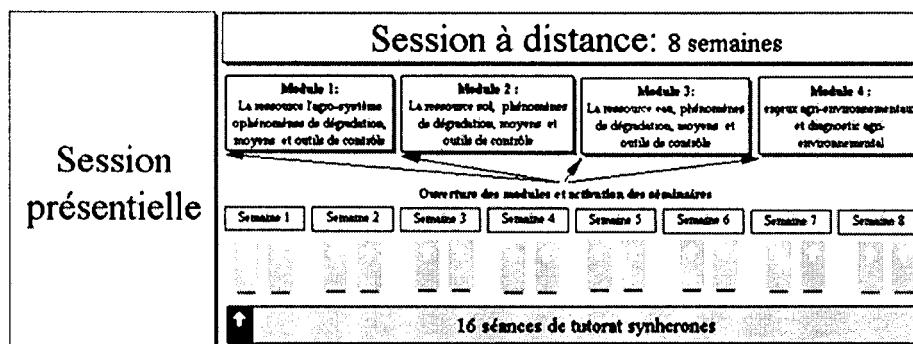 Session
présentielle
Session à distance: 8 semaines
Module 1 :
La ressource l'agro-système
ophénomènes de dégradation,
moyens et outils de contrôle
Module 2 :
La ressource sol, phénomènes
de dégradation, moyens et
outils de contrôle
Module 3 :
La ressource eau, phénomènes
de dégradation, moyens et
outils de contrôle
Module 4 :
enjeux agri-environnementaux
et diagnostic agri-
environnemental
Ouverture des modules et activation des séminaires
Semaine 1
Semaine 2
Semaine 3
Semaine 4
Semaine 5
Semaine 6
Semaine 7
Semaine 8
16 séances de tutorat synherones